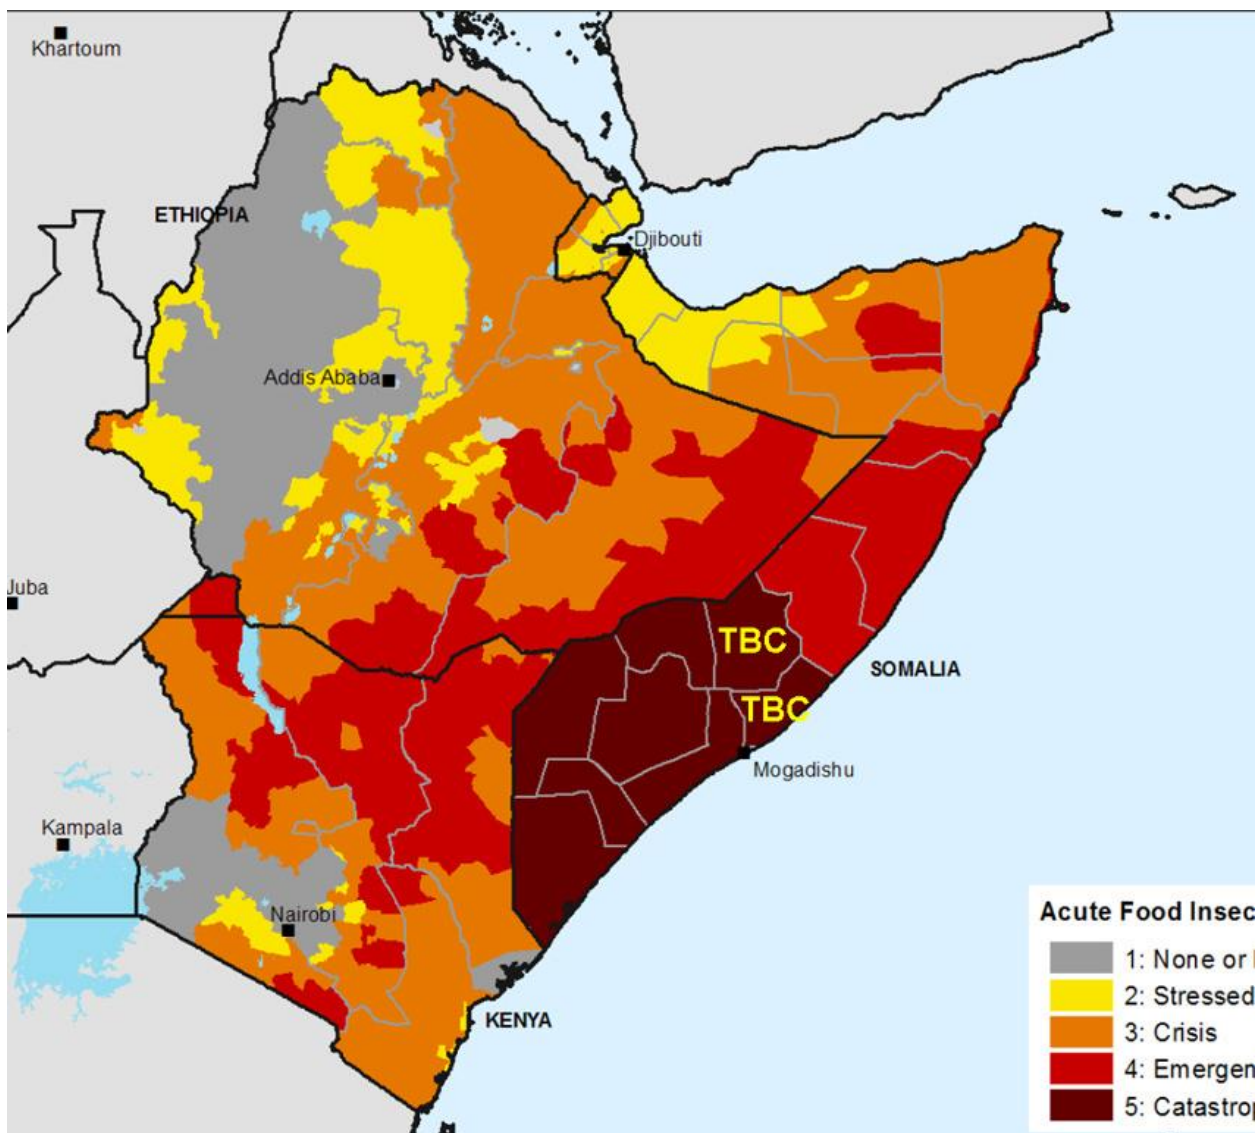 Khartoum
ETHIOPIA
Djibouti
Addis Ababa
Juba
TBC
SOMALIA
TBC
Mogadishu
Kampala
Nairobi
KENYA
Acute Food Insec
1: None or
2: Stressed
3: Crisis
4: Emergen
5: Catastrop